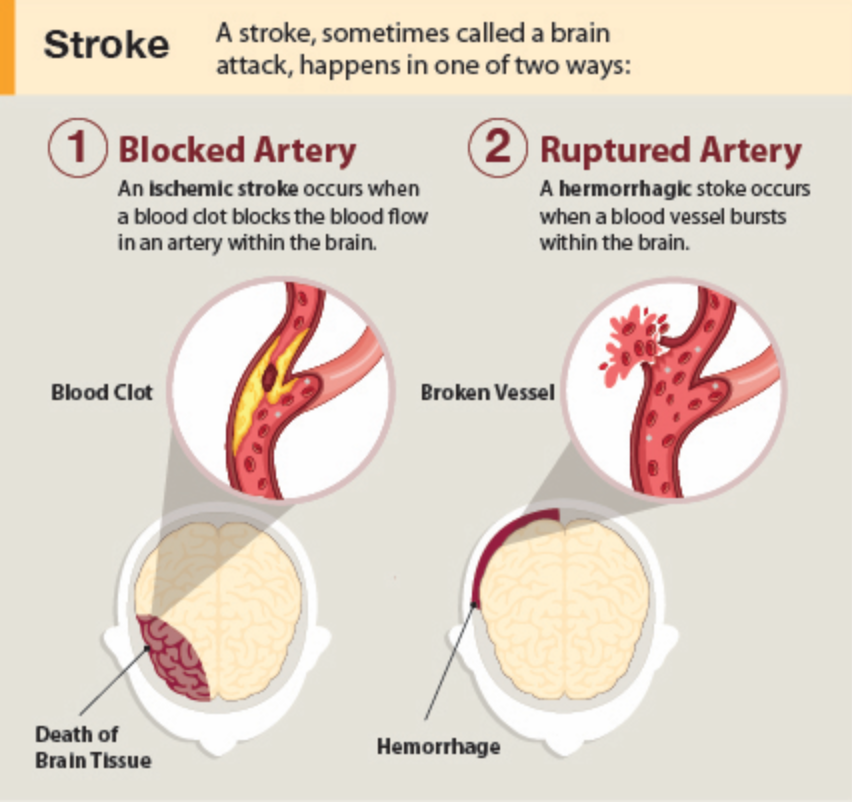 Stroke
A stroke, sometimes called a brain
attack, happens in one of two ways:
1 Blocked Artery
An ischemic stroke occurs when
a blood clot blocks the blood flow
in an artery within the brain.
2 Ruptured Artery
A hermorrhagic stoke occurs
when a blood vessel bursts
within the brain.
Blood Clot
Broken Vessel
Death of
Brain Tissue
Hemorrhage